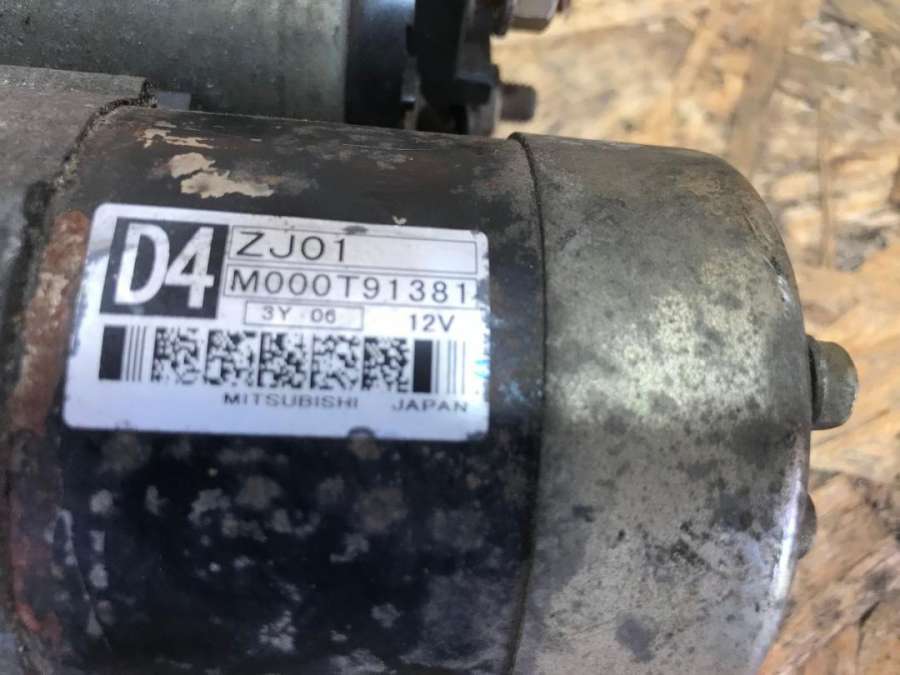 D4
ZJ01
M000T91381
3Y 06
12V
MITSUBISHI JAPAN